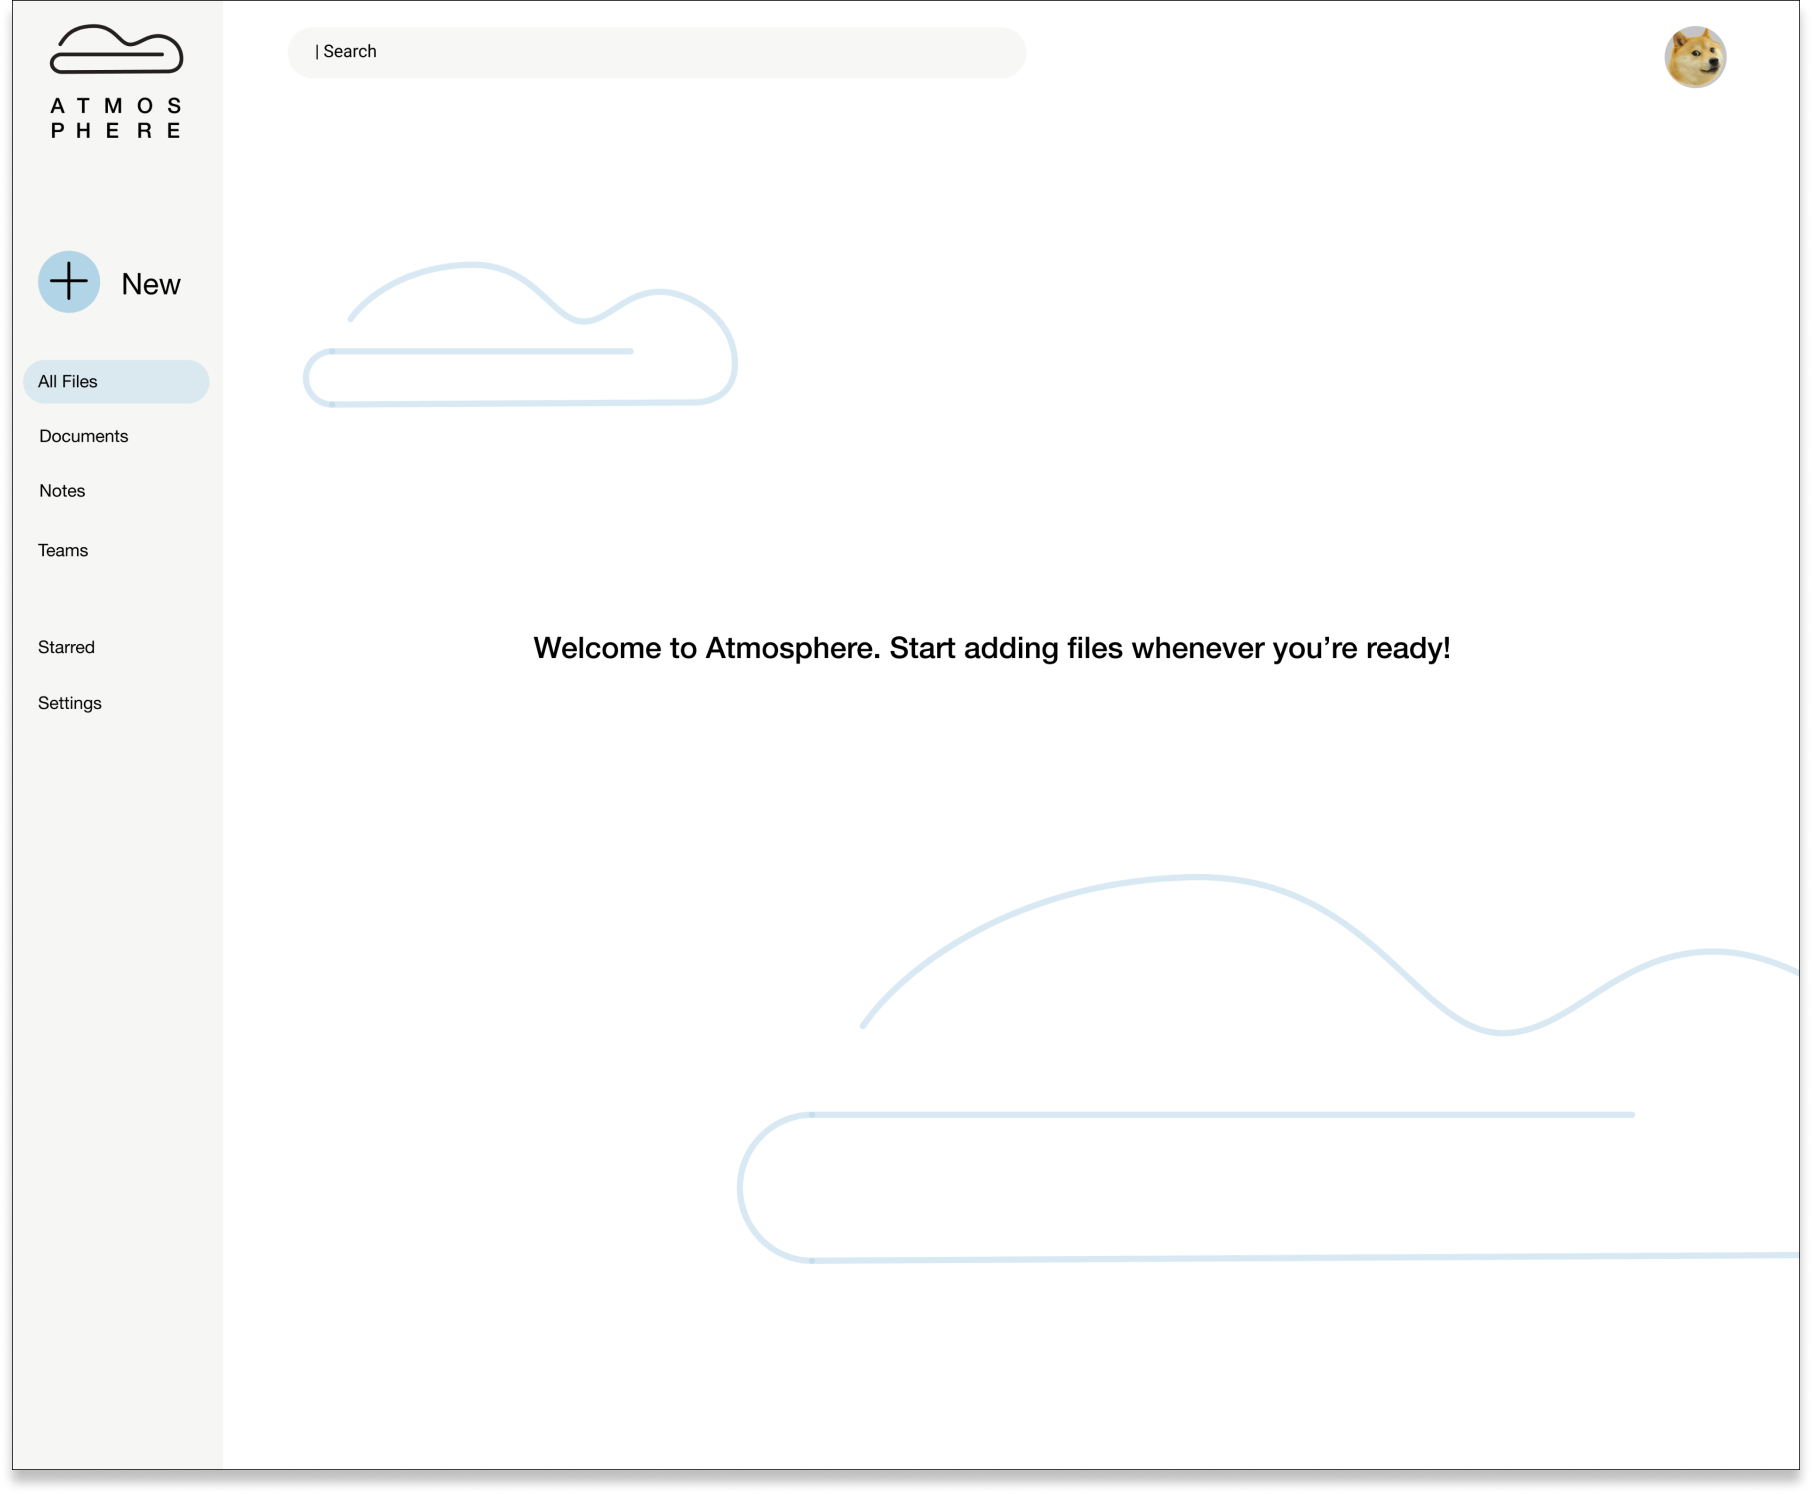 ATMOS
PHERE
| Search
New
All Files
Documents
Notes
Teams
Starred
Settings
Welcome to Atmosphere. Start adding files whenever you’re ready!